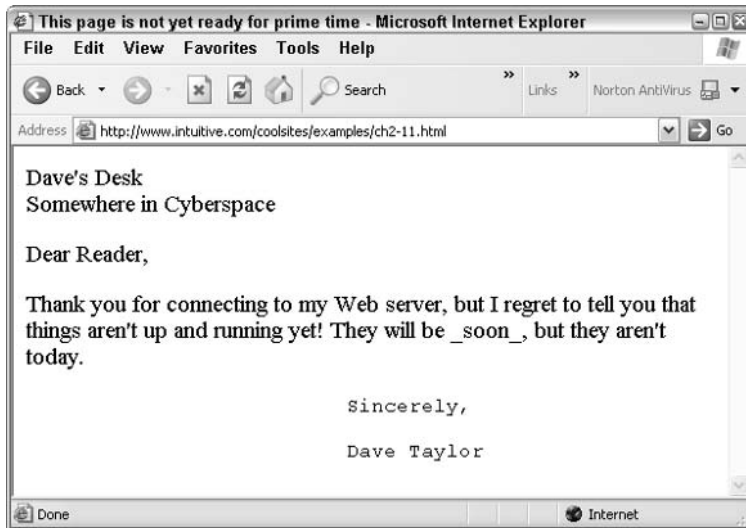 This page is not yet ready for prime time - Microsoft Internet Explorer
File Edit View Favorites Tools Help
Back Search » Links » Norton AntiVirus
Address http://www.intuitive.com/coolsites/examples/ch2-11.html Go
Dave's Desk
Somewhere in Cyberspace
Dear Reader,
Thank you for connecting to my Web server, but I regret to tell you that
things aren't up and running yet! They will be _soon_, but they aren't
today.
Sincerely,
Dave Taylor
Done Internet